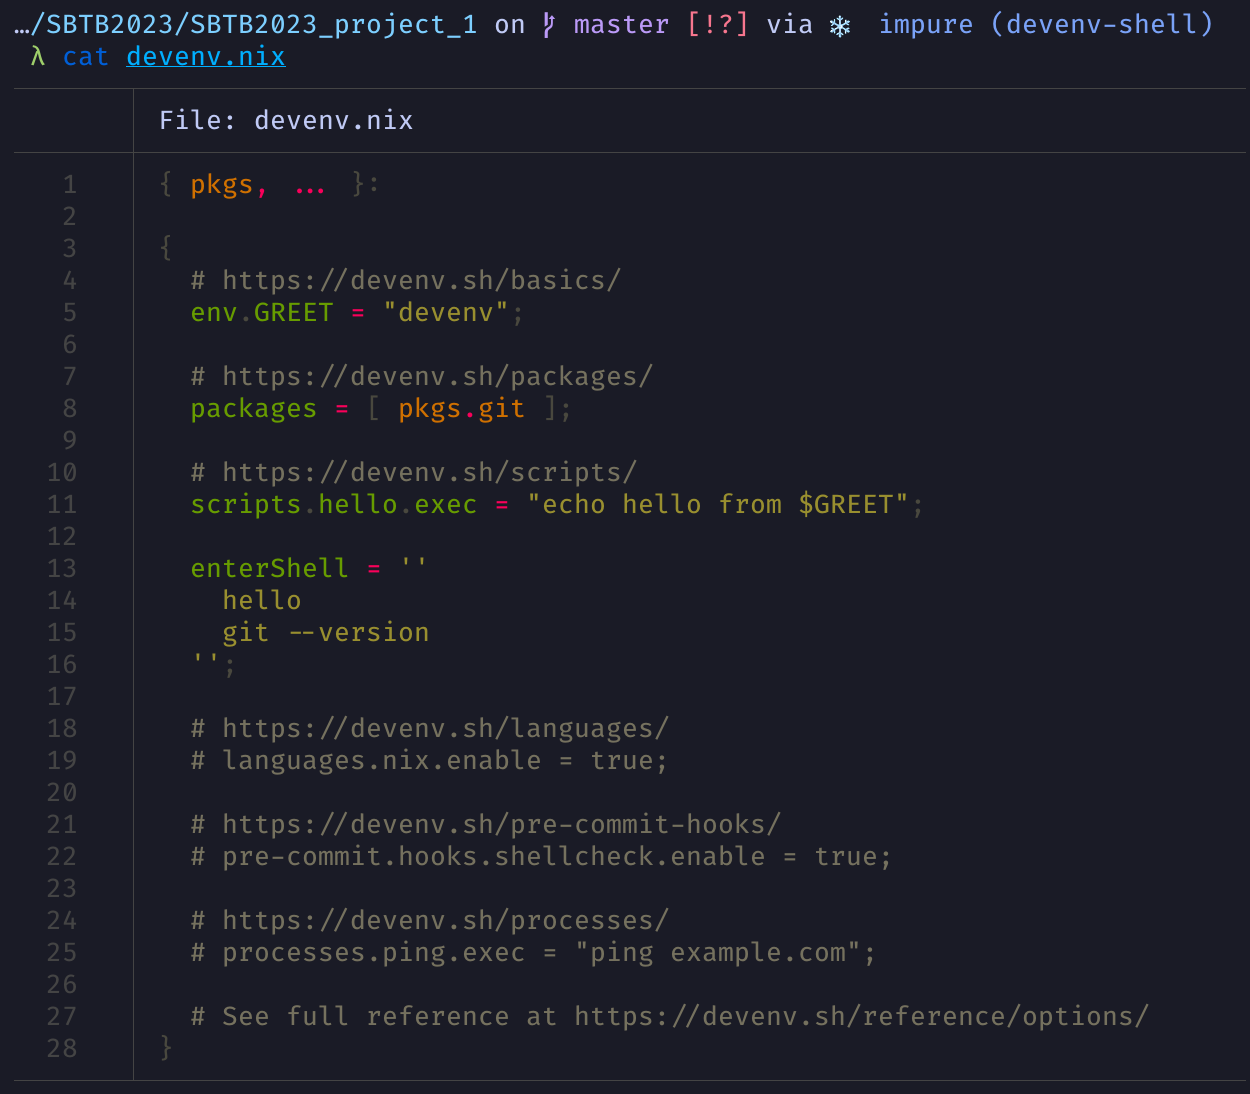 …/SBTB2023/SBTB2023_project_1 on master [!?] via ❄ impure (devenv-shell)
λ cat devenv.nix
File: devenv.nix
1 { pkgs, ... }:
2
3 {
4 # https://devenv.sh/basics/
5 env.GREET = "devenv";
6
7 # https://devenv.sh/packages/
8 packages = [ pkgs.git ];
9
10 # https://devenv.sh/scripts/
11 scripts.hello.exec = "echo hello from $GREET";
12
13 enterShell = ''
14 hello
15 git --version
16 '';
17
18 # https://devenv.sh/languages/
19 # languages.nix.enable = true;
20
21 # https://devenv.sh/pre-commit-hooks/
22 # pre-commit.hooks.shellcheck.enable = true;
23
24 # https://devenv.sh/processes/
25 # processes.ping.exec = "ping example.com";
26
27 # See full reference at https://devenv.sh/reference/options/
28 }